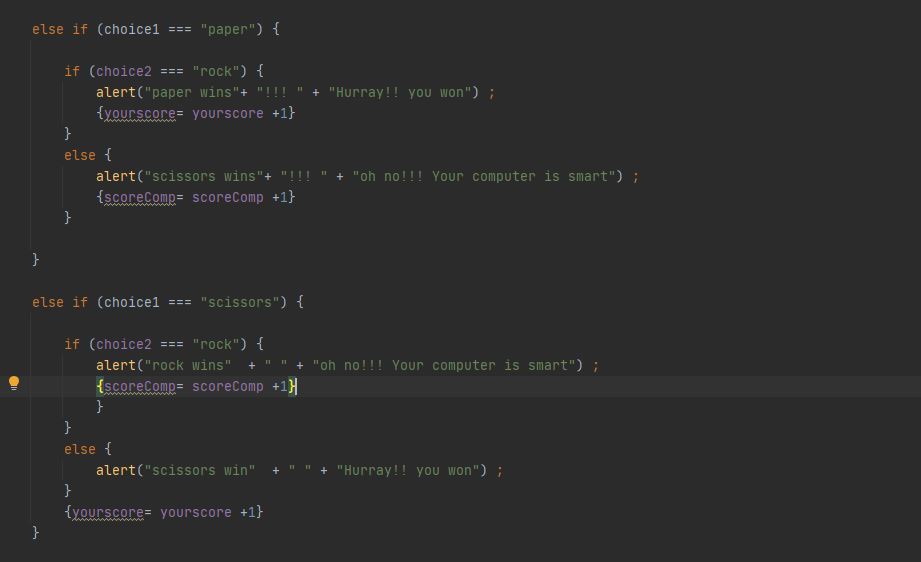 else if (choice1 === "paper") {
if (choice2 === "rock") {
alert("paper wins"+ "!!! " + "Hurray!! you won") ;
{yourscore= yourscore +1}
}
else {
alert("scissors wins"+ "!!! " + "oh no!!! Your computer is smart") ;
{scoreComp= scoreComp +1}
}
}
else if (choice1 === "scissors") {
if (choice2 === "rock") {
alert("rock wins"  + " " + "oh no!!! Your computer is smart") ;
{scoreComp= scoreComp +1}
}
}
else {
alert("scissors win"  + " " + "Hurray!! you won") ;
}
{yourscore= yourscore +1}
}